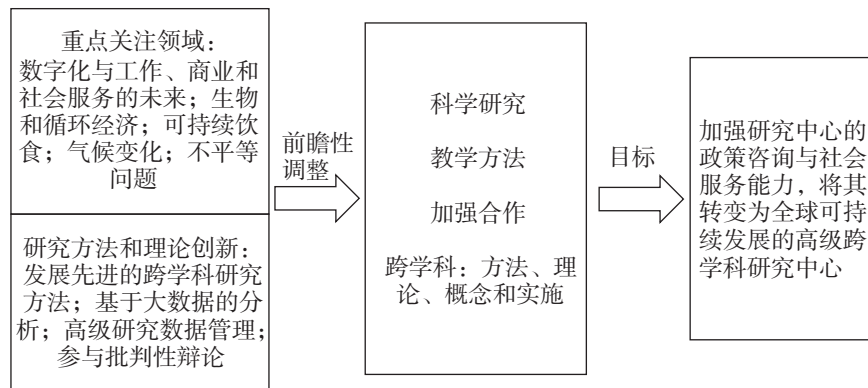 重点关注领域：
数字化与工作、商业和
社会服务的未来；生物
和循环经济；可持续饮
食；气候变化；不平等
问题
研究方法和理论创新：
发展先进的跨学科研究
方法；基于大数据的分
析；高级研究数据管理；
参与批判性辩论
前瞻性
调整
科学研究
教学方法
加强合作
跨学科：方法、理
论、概念和实施
目标
加强研究中心的
政策咨询与社会
服务能力，将其
转变为全球可持
续发展的高级跨
学科研究中心